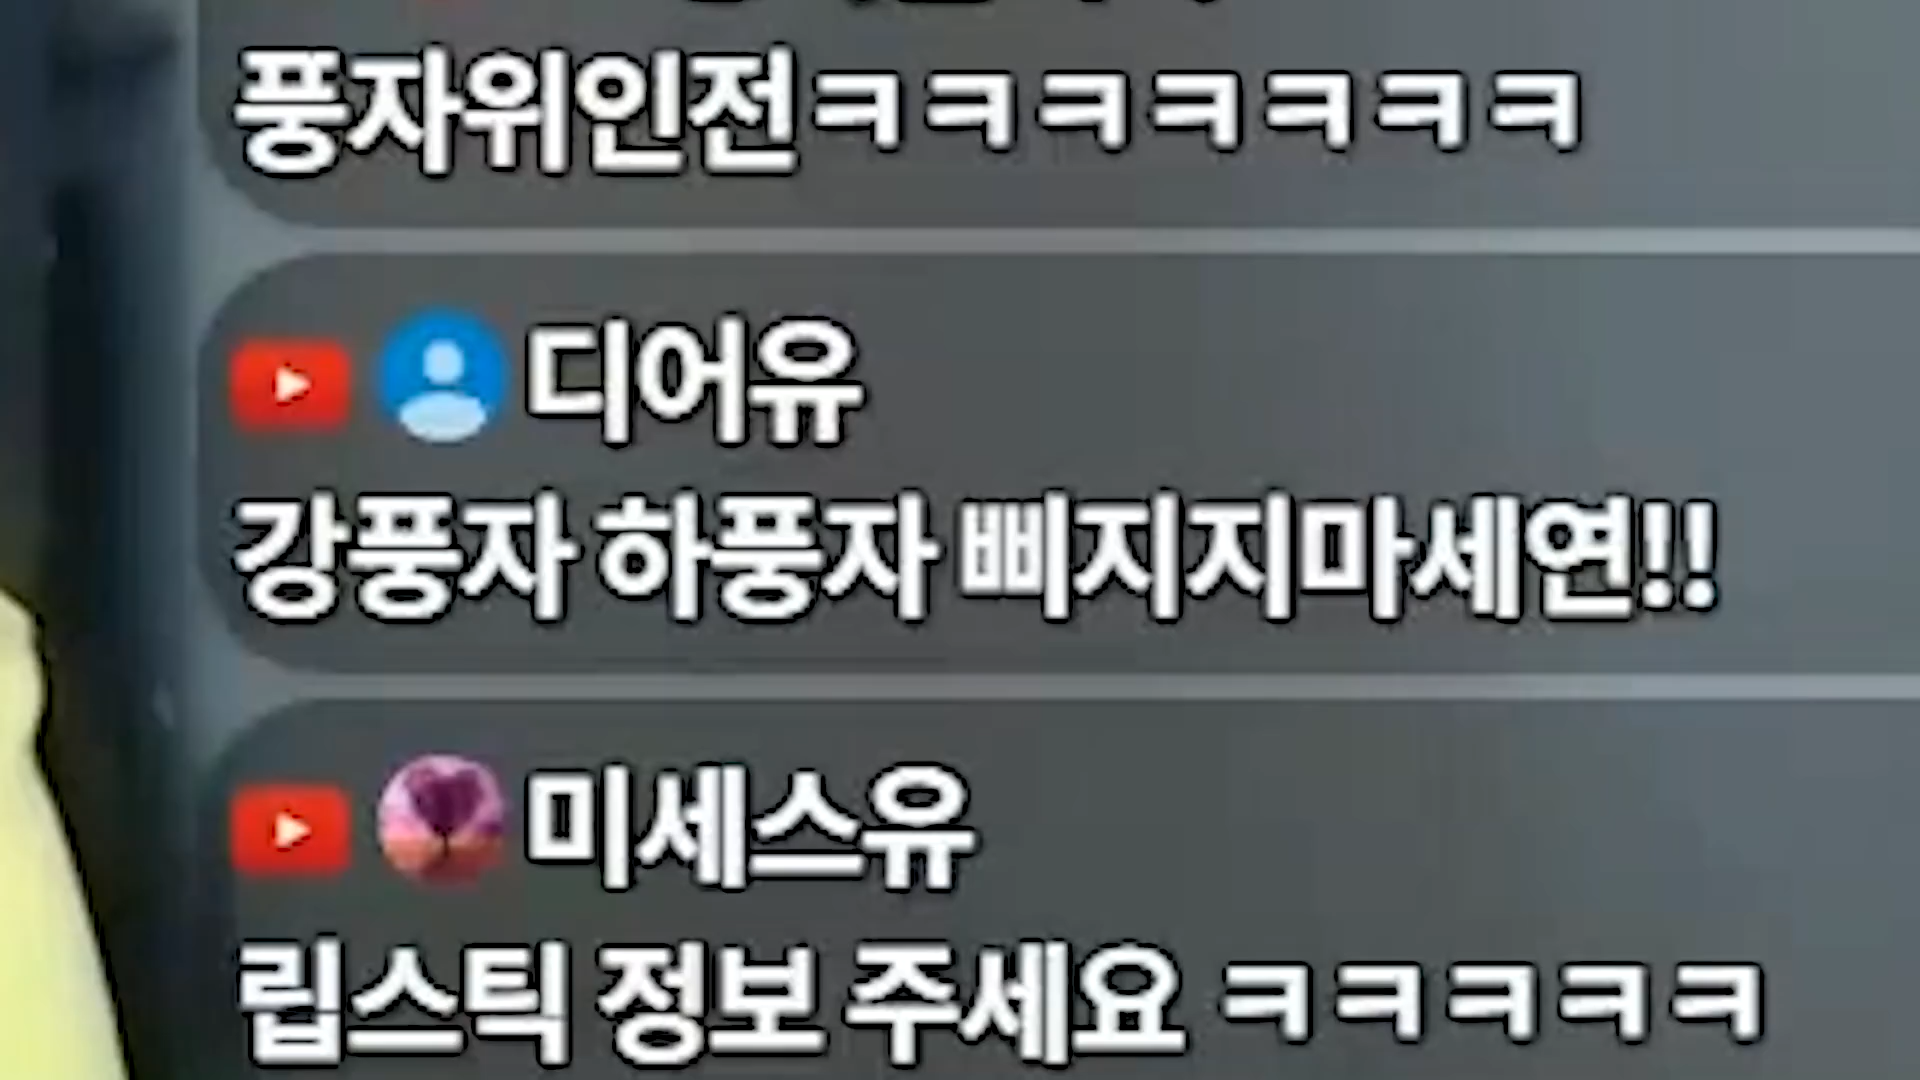 풍자위인전ㅋㅋㅋㅋㅋㅋㅋ
디어유
강풍자 하풍자 삐지지마세연!!
미세스유
립스틱 정보 주세요 ㅋㅋㅋㅋㅋ